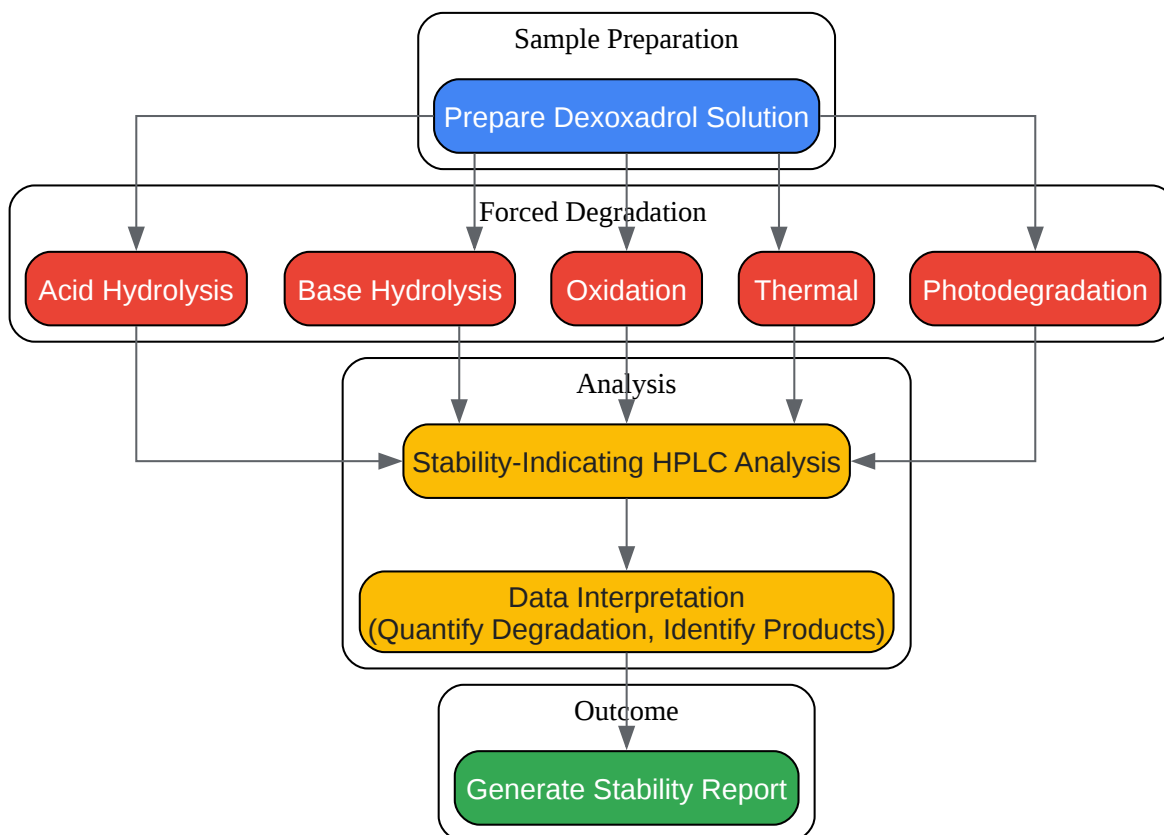 Sample Preparation
Prepare Dexoxadrol Solution
Forced Degradation
Acid Hydrolysis
Base Hydrolysis
Oxidation
Thermal
Photodegradation
Analysis
Stability-Indicating HPLC Analysis
Data Interpretation
(Quantify Degradation, Identify Products)
Outcome
Generate Stability Report